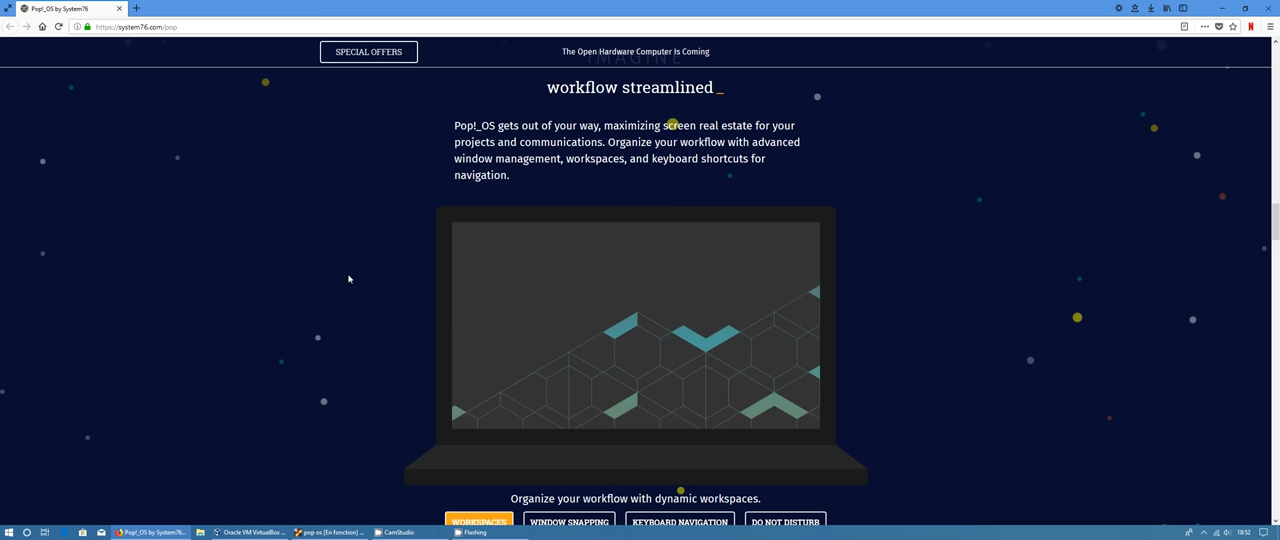 Pop!_OS by System76
https://system76.com/pop
SPECIAL OFFERS
The Open Hardware Computer Is Coming
IMAGINE
workflow streamlined _
Pop!_OS gets out of your way, maximizing screen real estate for your
projects and communications. Organize your workflow with advanced
window management, workspaces, and keyboard shortcuts for
navigation.
Organize your workflow with dynamic workspaces.
WORKSPACES
WINDOW SNAPPING
KEYBOARD NAVIGATION
DO NOT DISTURB
Pop!_OS by System76...
Oracle VM VirtualBox ...
pop os [En fonction] ...
CamStudio
Flashing
18:52